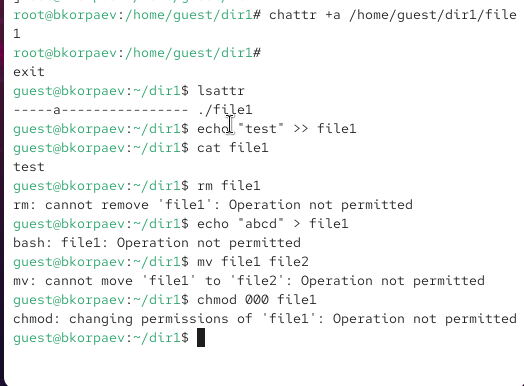 root@bkorpaev:/home/guest/dir1# chattr +a /home/guest/dir1/file
1
root@bkorpaev:/home/guest/dir1#
exit
guest@bkorpaev:~/dir1$ lsattr
-----a---------------- ./file1
guest@bkorpaev:~/dir1$ echo "test" >> file1
guest@bkorpaev:~/dir1$ cat file1
test
guest@bkorpaev:~/dir1$ rm file1
rm: cannot remove 'file1': Operation not permitted
guest@bkorpaev:~/dir1$ echo "abcd" > file1
bash: file1: Operation not permitted
guest@bkorpaev:~/dir1$ mv file1 file2
mv: cannot move 'file1' to 'file2': Operation not permitted
guest@bkorpaev:~/dir1$ chmod 000 file1
chmod: changing permissions of 'file1': Operation not permitted
guest@bkorpaev:~/dir1$